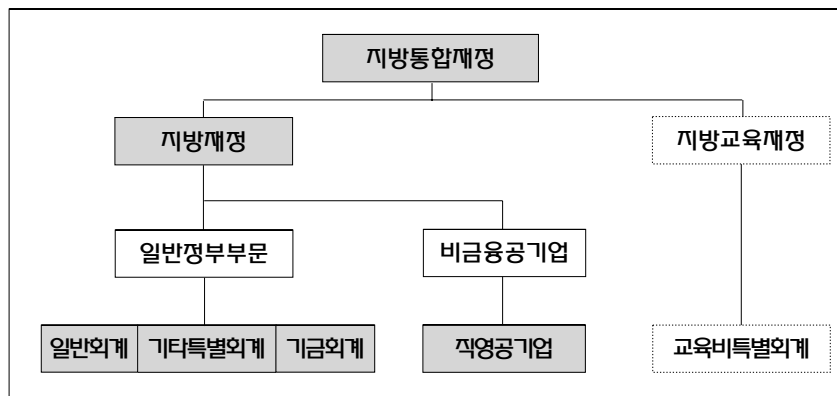 지방통합재정
지방재정
지방교육재정
일반정부부문
비금융공기업
일반회계
기타특별회계
기금회계
직영공기업
교육비특별회계